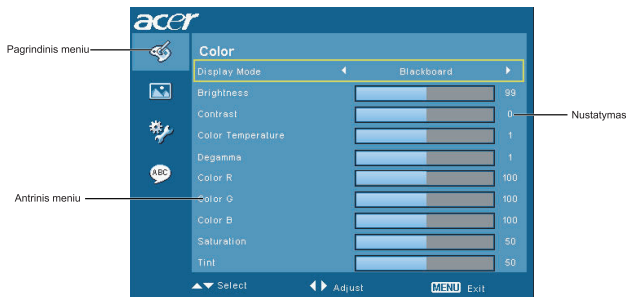 acer
Pagrindinis meniu
Color
Display Mode Blackboard
Brightness 99
Contrast 0
Nustatymas
Color Temperature 1
Degamma 1
ABC
Color R 100
Antrinis meniu
Color G 100
Color B 100
Saturation 50
Tint 50
Select Adjust MENU Exit